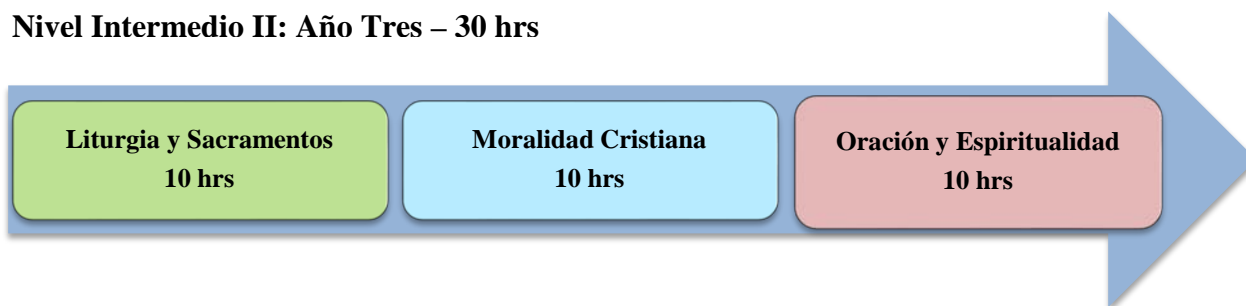 Nivel Intermedio II: Año Tres – 30 hrs
Liturgia y Sacramentos
10 hrs
Moralidad Cristiana
10 hrs
Oración y Espiritualidad
10 hrs